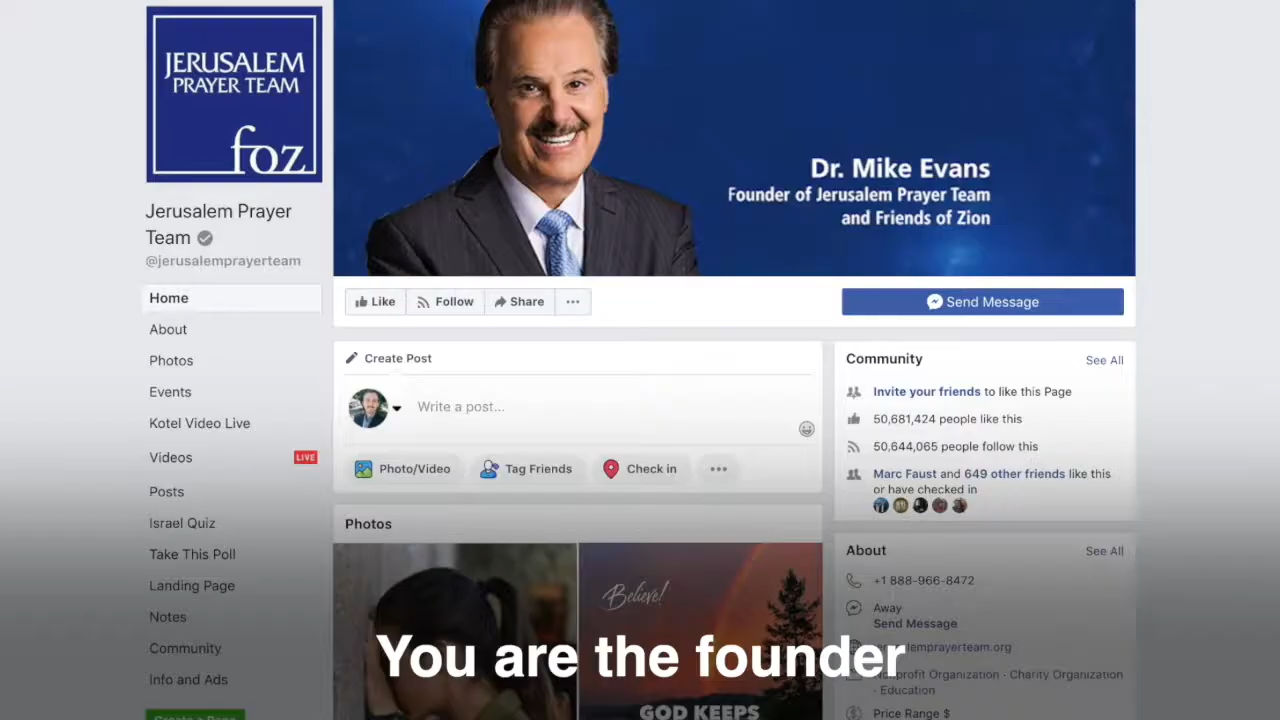 JERUSALEM
PRAYER TEAM
foz
Jerusalem Prayer
Team
@jerusalemprayerteam
Home
About
Photos
Events
Kotel Video Live
Videos
LIVE
Posts
Israel Quiz
Take This Poll
Landing Page
Notes
Community
Info and Ads
Create a Page
Dr. Mike Evans
Founder of Jerusalem Prayer Team
and Friends of Zion
Like
Follow
Share
Send Message
Create Post
Write a post...
Photo/Video
Tag Friends
Check in
Photos
Believe!
GOD KEEPS
Community
See All
Invite your friends to like this Page
50,681,424 people like this
50,644,065 people follow this
Marc Faust and 649 other friends like this
or have checked in
About
See All
+1 888-966-8472
Away
Send Message
Organization · Charity Organization
· Education
Price Range $
You are the founder